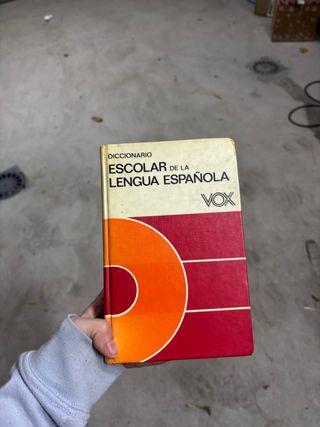 DICCIONARIO
ESCOLAR DE LA
LENGUA ESPAÑOLA
VOX